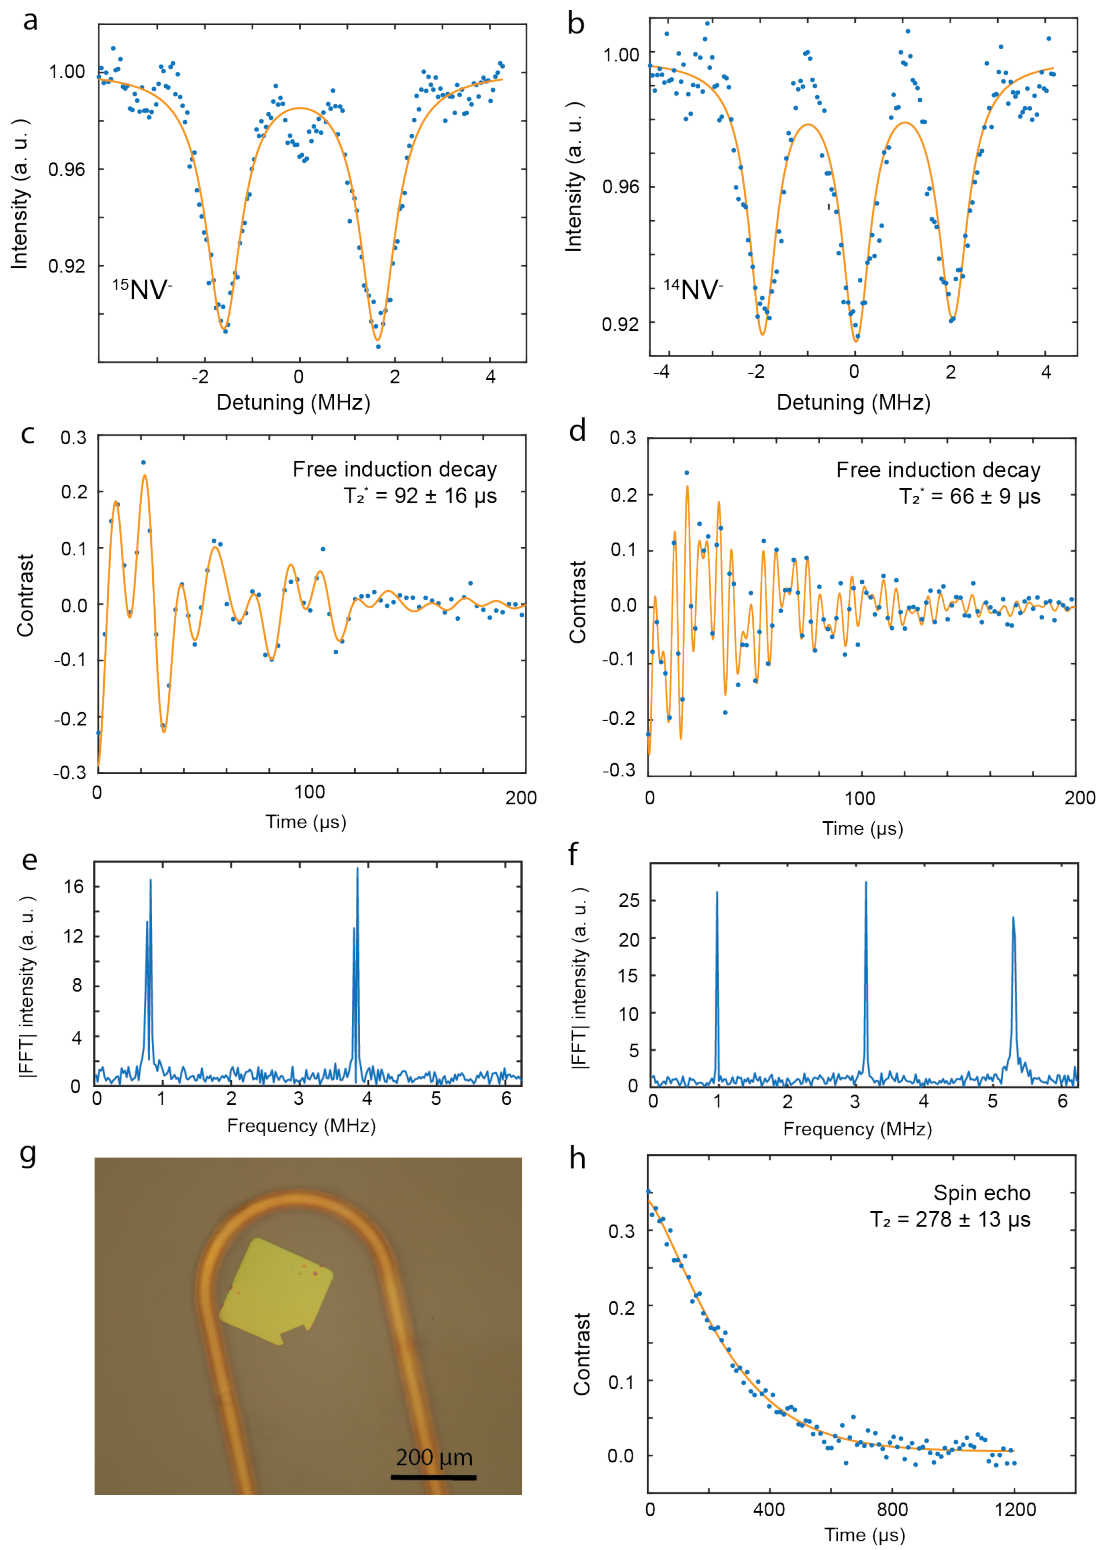 a
1.00
0.96
0.92
Intensity (a. u. )
¹⁵NV⁻
-2 0 2 4
Detuning (MHz)
b
1.00
0.96
0.92
Intensity (a. u. )
¹⁴NV⁻
-4 -2 0 2 4
Detuning (MHz)
c
0.3
0.2
0.1
0.0
-0.1
-0.2
-0.3
Contrast
Free induction decay
T₂* = 92 ± 16 μs
0 100 200
Time (μs)
d
0.3
0.2
0.1
0.0
-0.1
-0.2
-0.3
Contrast
Free induction decay
T₂* = 66 ± 9 μs
0 100 200
Time (μs)
e
16
12
8
4
0
|FFT| intensity (a. u. )
1 2 3 4 5 6
Frequency (MHz)
f
25
20
15
10
5
0
|FFT| intensity (a. u. )
0 1 2 3 4 5 6
Frequency (MHz)
g
200 μm
h
0.3
0.2
0.1
0.0
Contrast
Spin echo
T₂ = 278 ± 13 μs
0 400 800 1200
Time (μs)